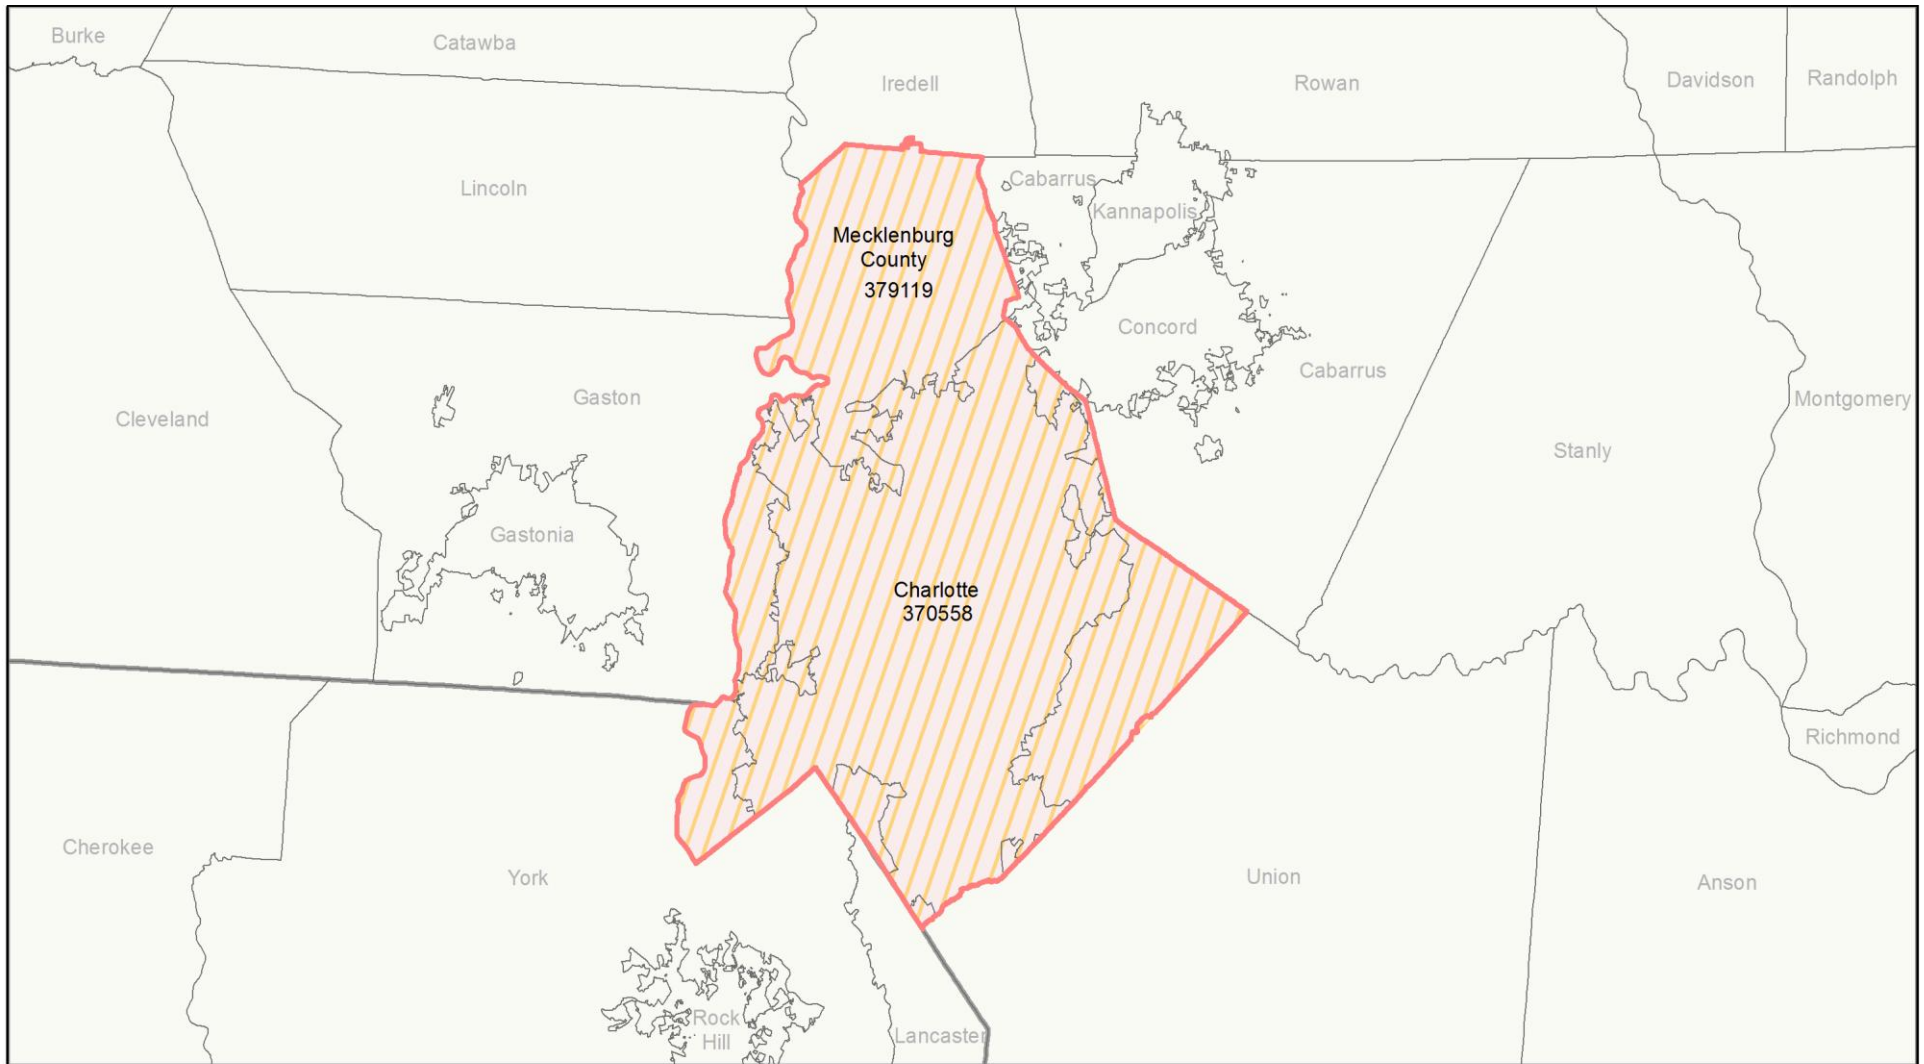 Burke
Catawba
Iredell
Rowan
Davidson
Randolph
Lincoln
Cabarrus
Kannapolis
Mecklenburg
County
379119
Concord
Cabarrus
Cleveland
Gaston
Montgomery
Stanly
Gastonia
Charlotte
370558
Richmond
Cherokee
York
Union
Anson
Rock
Hill
Lancaster